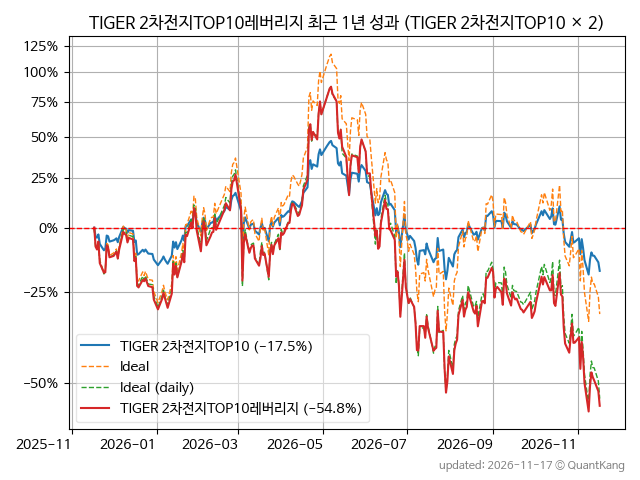 TIGER 2차전지TOP10레버리지 최근 1년 성과 (TIGER 2차전지TOP10 × 2)
125%
100%
75%
50%
25%
0%
−25%
−50%
TIGER 2차전지TOP10 (−17.5%)
Ideal
Ideal (daily)
TIGER 2차전지TOP10레버리지 (−54.8%)
2025-11 2026-01 2026-03 2026-05 2026-07 2026-09 2026-11
updated: 2026-11-17 © QuantKang